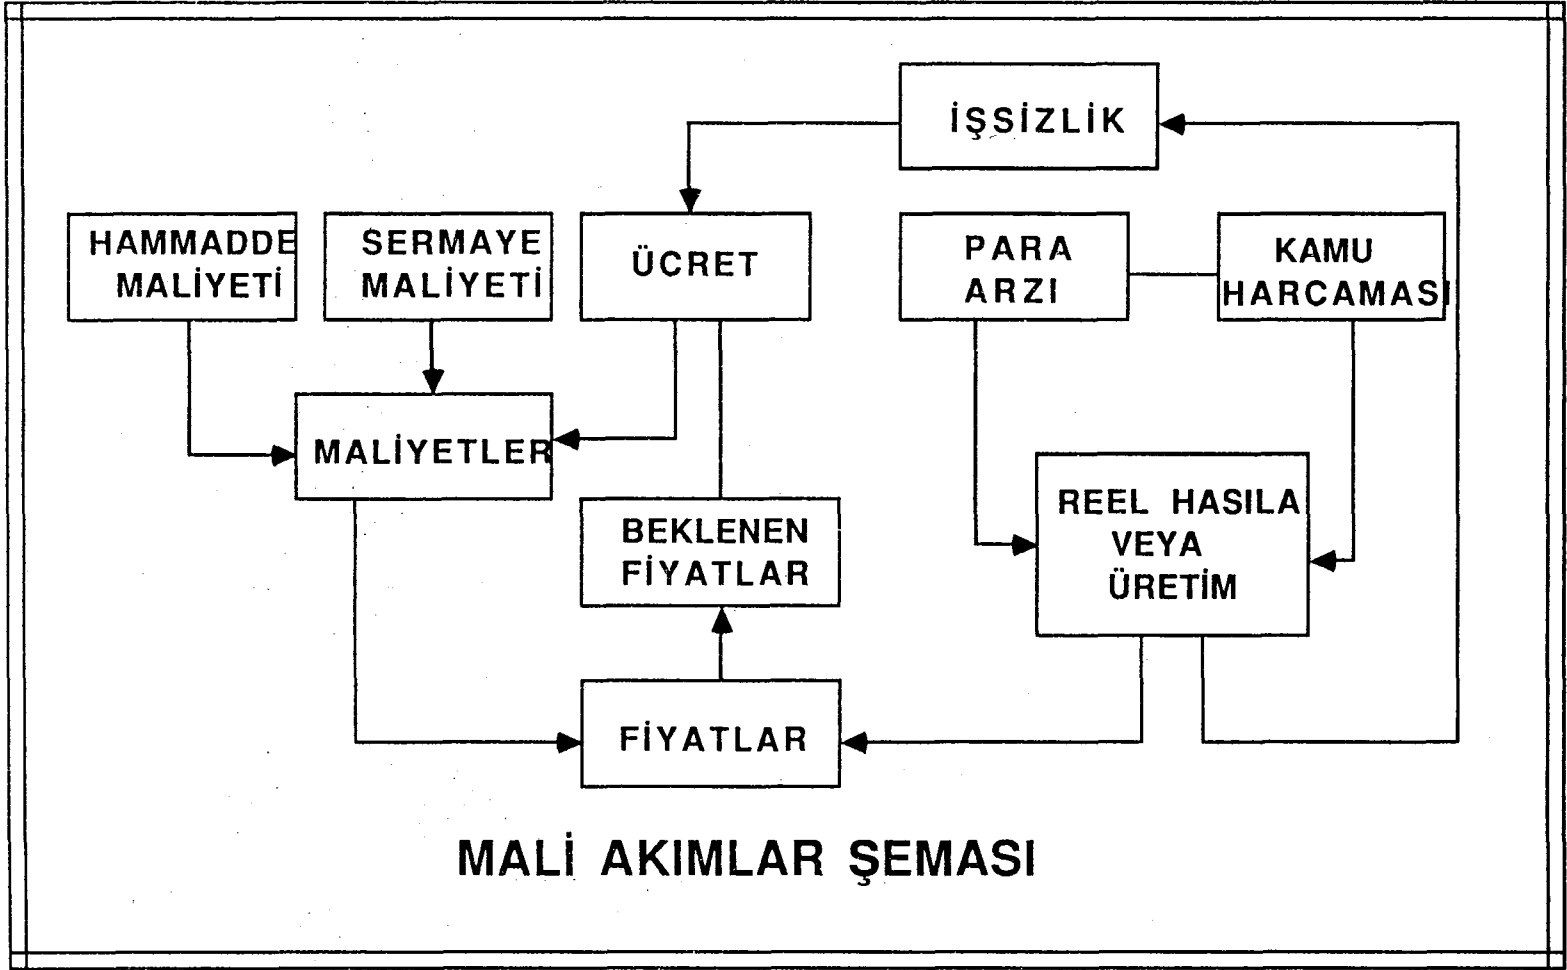 İŞSİZLİK
HAMMADDE
MALİYETİ
SERMAYE
MALİYETİ
ÜCRET
PARA
ARZI
KAMU
HARCAMASI
MALİYETLER
BEKLENEN
FİYATLAR
REEL HASILA
VEYA
ÜRETİM
FİYATLAR
MALİ AKIMLAR ŞEMASI